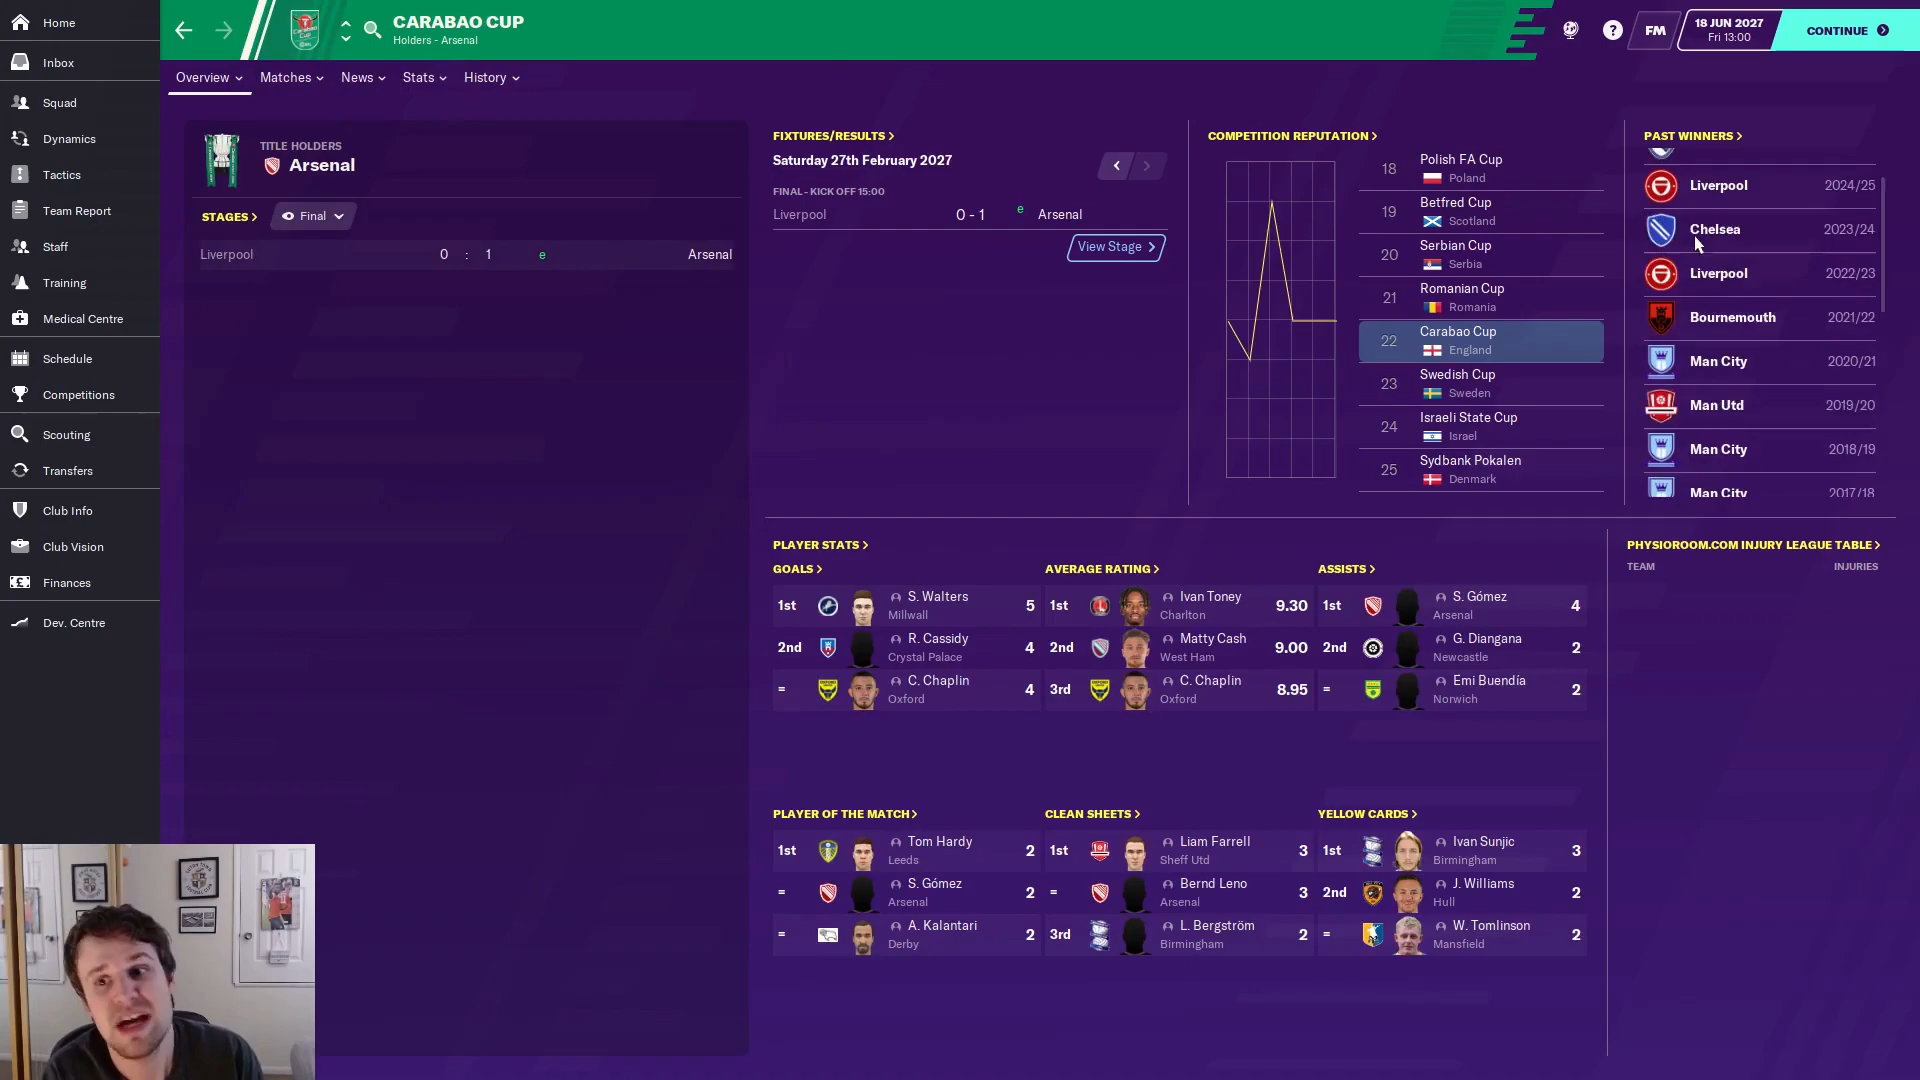 Home
Inbox
Squad
Dynamics
Tactics
Team Report
Staff
Training
Medical Centre
Schedule
Competitions
Scouting
Transfers
Club Info
Club Vision
Finances
Dev. Centre
CARABAO CUP
Holders - Arsenal
FM
18 JUN 2027
Fri 13:00
CONTINUE
Overview
Matches
News
Stats
History
TITLE HOLDERS
Arsenal
STAGES
Final
Liverpool 0 : 1 e Arsenal
FIXTURES/RESULTS
Saturday 27th February 2027
FINAL - KICK OFF 15:00
Liverpool 0 - 1 e Arsenal
View Stage
COMPETITION REPUTATION
18 Polish FA Cup
Poland
19 Betfred Cup
Scotland
20 Serbian Cup
Serbia
21 Romanian Cup
Romania
22 Carabao Cup
England
23 Swedish Cup
Sweden
24 Israeli State Cup
Israel
25 Sydbank Pokalen
Denmark
PAST WINNERS
Liverpool 2024/25
Chelsea 2023/24
Liverpool 2022/23
Bournemouth 2021/22
Man City 2020/21
Man Utd 2019/20
Man City 2018/19
Man City 2017/18
PLAYER STATS
GOALS
1st S. Walters 5
Millwall
2nd R. Cassidy 4
Crystal Palace
= C. Chaplin 4
Oxford
AVERAGE RATING
1st Ivan Toney 9.30
Charlton
2nd Matty Cash 9.00
West Ham
3rd C. Chaplin 8.95
Oxford
ASSISTS
1st S. Gómez 4
Arsenal
2nd G. Diangana 2
Newcastle
= Emi Buendía 2
Norwich
PHYSIOROOM.COM INJURY LEAGUE TABLE
TEAM INJURIES
PLAYER OF THE MATCH
1st Tom Hardy 2
Leeds
= S. Gómez 2
Arsenal
= A. Kalantari 2
Derby
CLEAN SHEETS
1st Liam Farrell 3
Sheff Utd
= Bernd Leno 3
Arsenal
3rd L. Bergström 2
Birmingham
YELLOW CARDS
1st Ivan Sunjic 3
Birmingham
2nd J. Williams 2
Hull
= W. Tomlinson 2
Mansfield